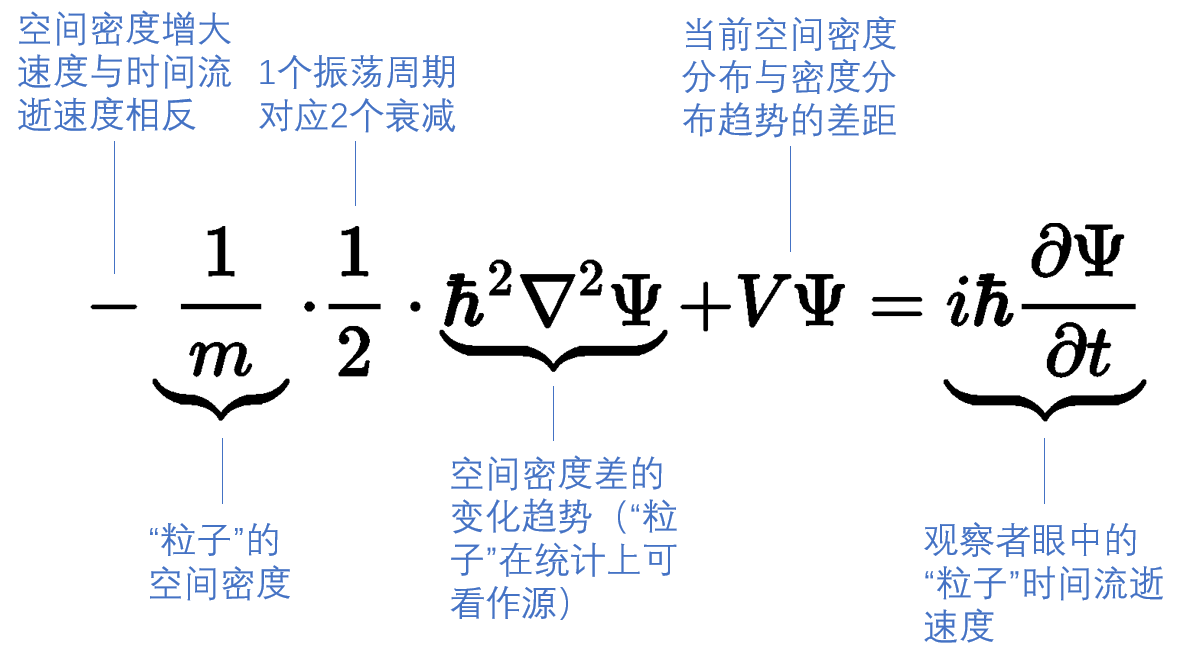 空间密度增大
速度与时间流
逝速度相反
1个振荡周期
对应2个衰减
当前空间密度
分布与密度分
布趋势的差距
− 1/m · 1/2 · ℏ²∇²Ψ + VΨ = iℏ ∂Ψ/∂t
“粒子”的
空间密度
空间密度差的
变化趋势（“粒
子”在统计上可
看作源）
观察者眼中的
“粒子”时间流逝
速度